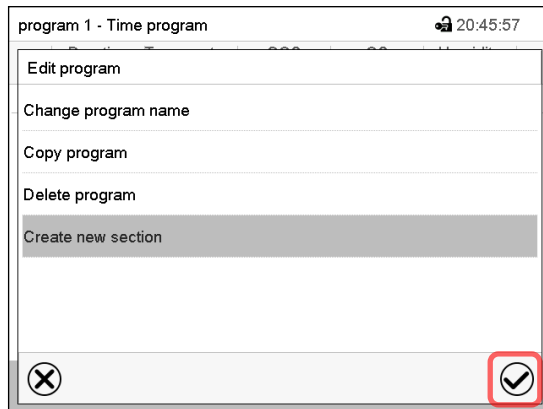 program 1 - Time program 20:45:57
Edit program
Change program name
Copy program
Delete program
Create new section